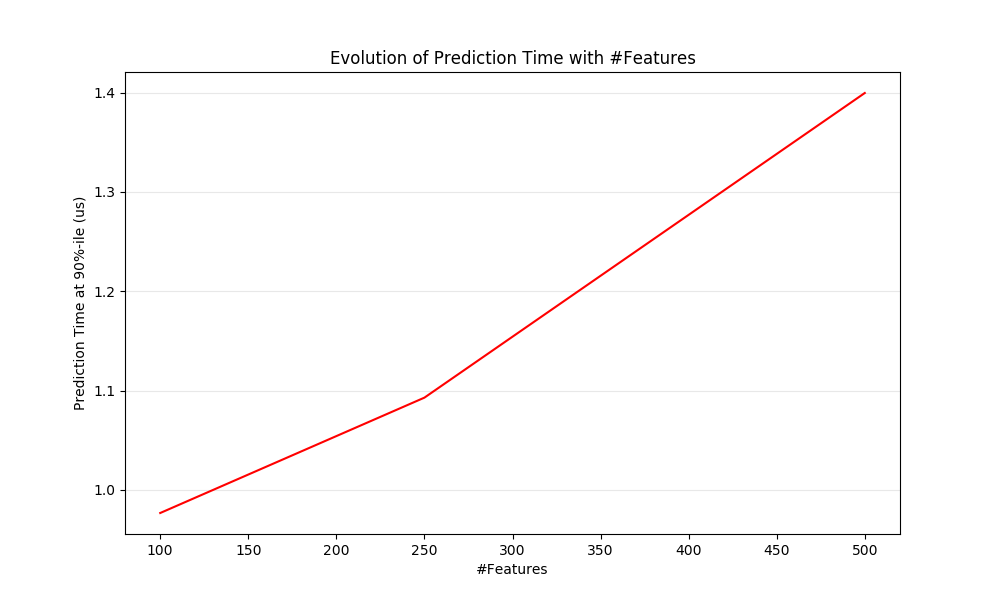 Evolution of Prediction Time with #Features
Prediction Time at 90%-ile (us)
1.4
1.3
1.2
1.1
1.0
100 150 200 250 300 350 400 450 500
#Features